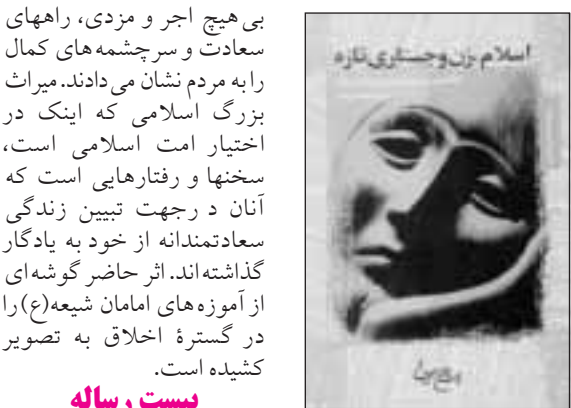 بی‌هیچ اجر و مزدی، راههای
سعادت و سرچشمه‌های کمال
را به مردم نشان می‌دادند. میراث
بزرگ اسلامی که اینک در
اختیار امت اسلامی است،
سخنها و رفتارهایی است که
آنان د رجهت تبیین زندگی
سعادتمندانه از خود به یادگار
گذاشته‌اند. اثر حاضر گوشه‌ای
از آموزه‌های امامان شیعه(ع) را
در گسترهٔ اخلاق به تصویر
کشیده است.
بیست رساله
اسلام، زن و جستاری تازه